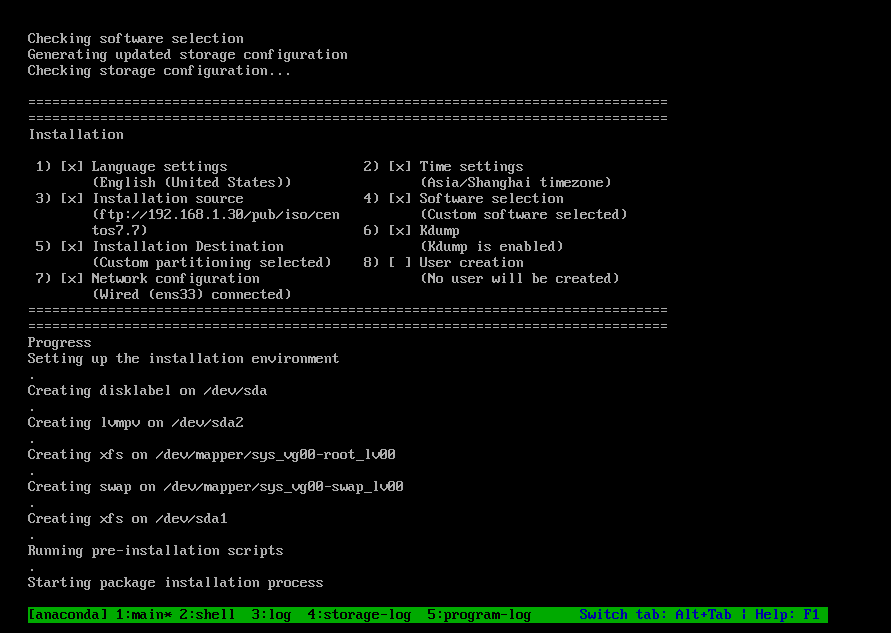 Checking software selection
Generating updated storage configuration
Checking storage configuration...
================================================================================
================================================================================
Installation
1) [x] Language settings                 2) [x] Time settings
       (English (United States))                (Asia/Shanghai timezone)
3) [x] Installation source               4) [x] Software selection
       (ftp://192.168.1.30/pub/iso/cen          (Custom software selected)
       tos7.7)                           6) [x] Kdump
5) [x] Installation Destination                 (Kdump is enabled)
       (Custom partitioning selected)    8) [ ] User creation
7) [x] Network configuration                    (No user will be created)
       (Wired (ens33) connected)
================================================================================
================================================================================
Progress
Setting up the installation environment
.
Creating disklabel on /dev/sda
.
Creating lvmpv on /dev/sda2
.
Creating xfs on /dev/mapper/sys_vg00-root_lv00
.
Creating swap on /dev/mapper/sys_vg00-swap_lv00
.
Creating xfs on /dev/sda1
.
Running pre-installation scripts
.
Starting package installation process
[anaconda] 1:main* 2:shell  3:log  4:storage-log  5:program-log      Switch tab: Alt+Tab | Help: F1